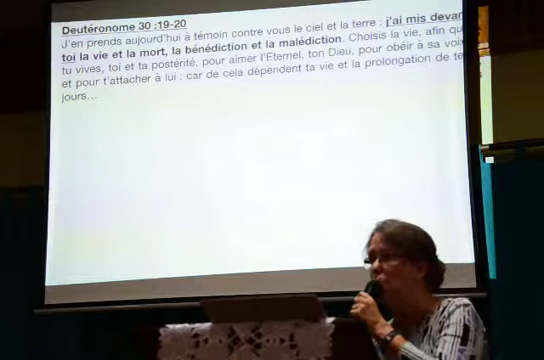 Deutéronome 30 :19-20
J'en prends aujourd'hui à témoin contre vous le ciel et la terre : j'ai mis devan
toi la vie et la mort, la bénédiction et la malédiction. Choisis la vie, afin qu
tu vives, toi et ta postérité, pour aimer l'Eternel, ton Dieu, pour obéir à sa voix
et pour t'attacher à lui : car de cela dépendent ta vie et la prolongation de te
jours…